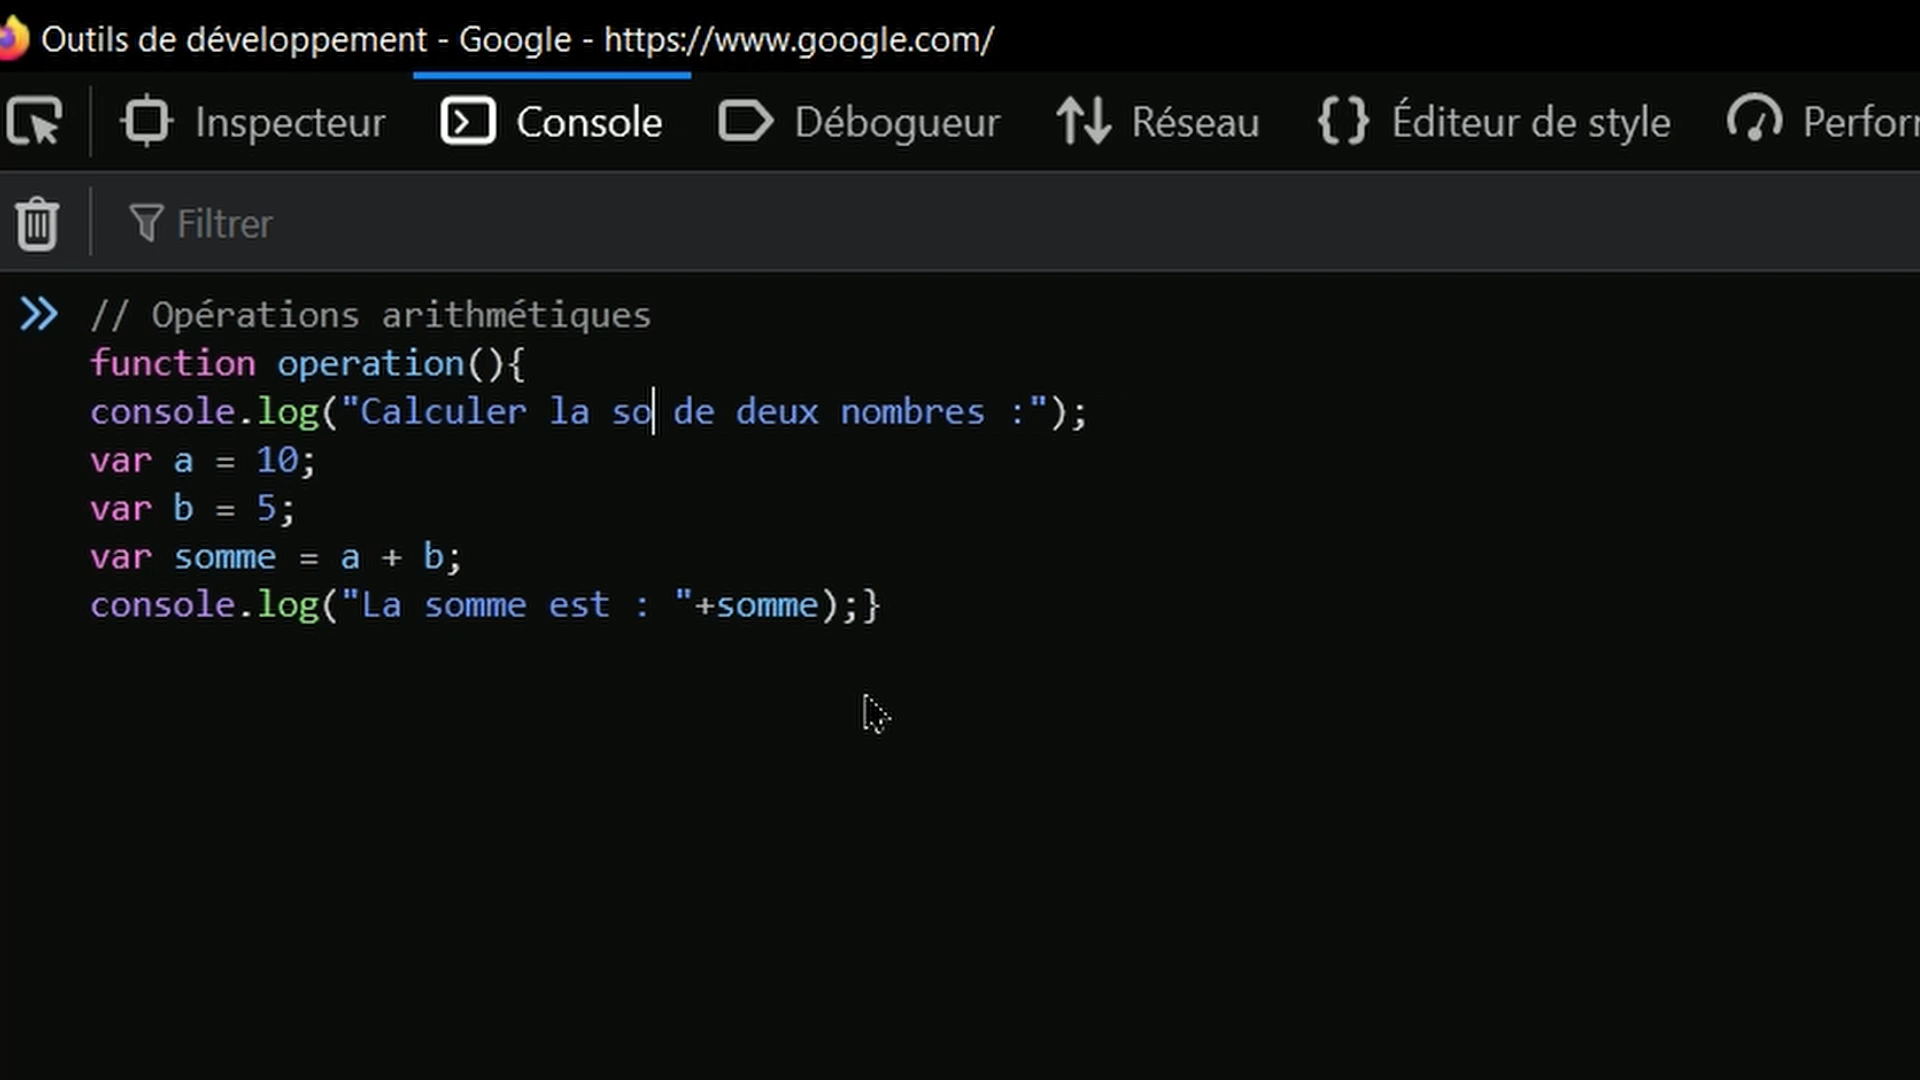 Outils de développement - Google - https://www.google.com/
Inspecteur Console Débogueur Réseau Éditeur de style Perfor
Filtrer
// Opérations arithmétiques
function operation(){
console.log("Calculer la so de deux nombres :");
var a = 10;
var b = 5;
var somme = a + b;
console.log("La somme est : "+somme);}